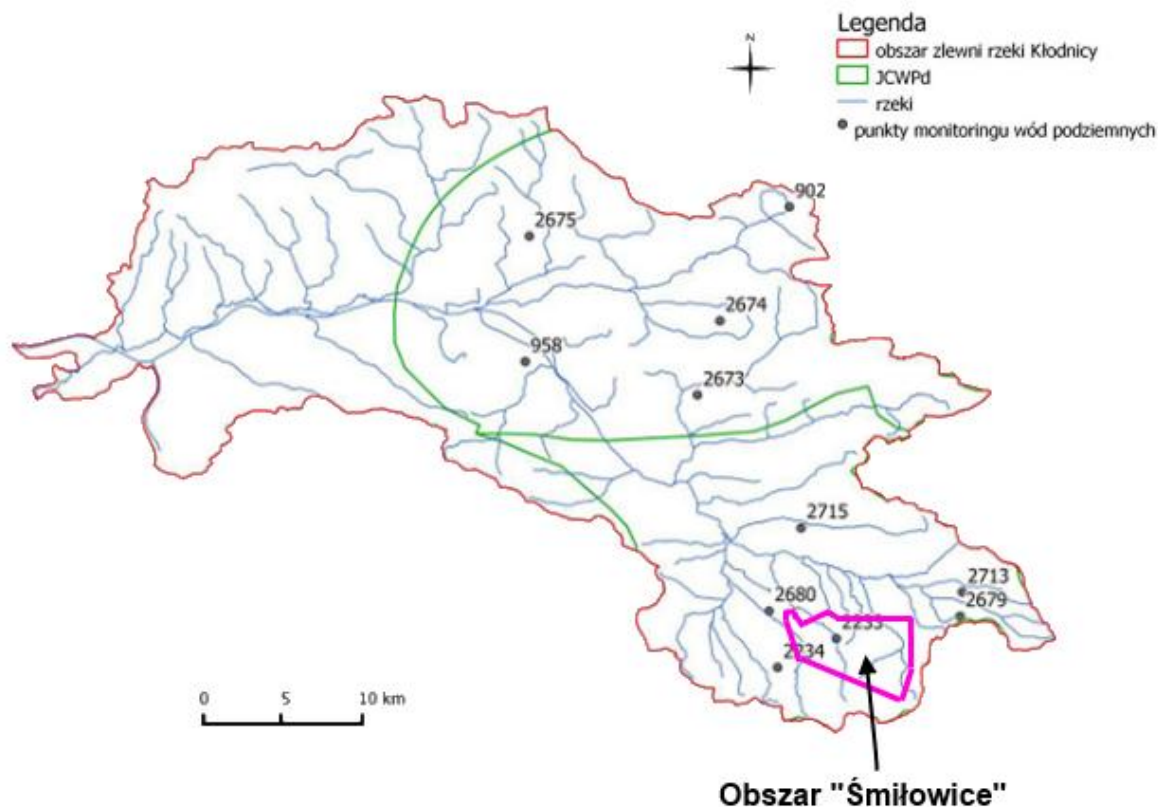 Legenda
obszar zlewni rzeki Kłodnicy
JCWPd
rzeki
punkty monitoringu wód podziemnych
N
902
2675
2674
958
2673
2715
2713
2679
2680
2234
0 5 10 km
Obszar "Śmiłowice"